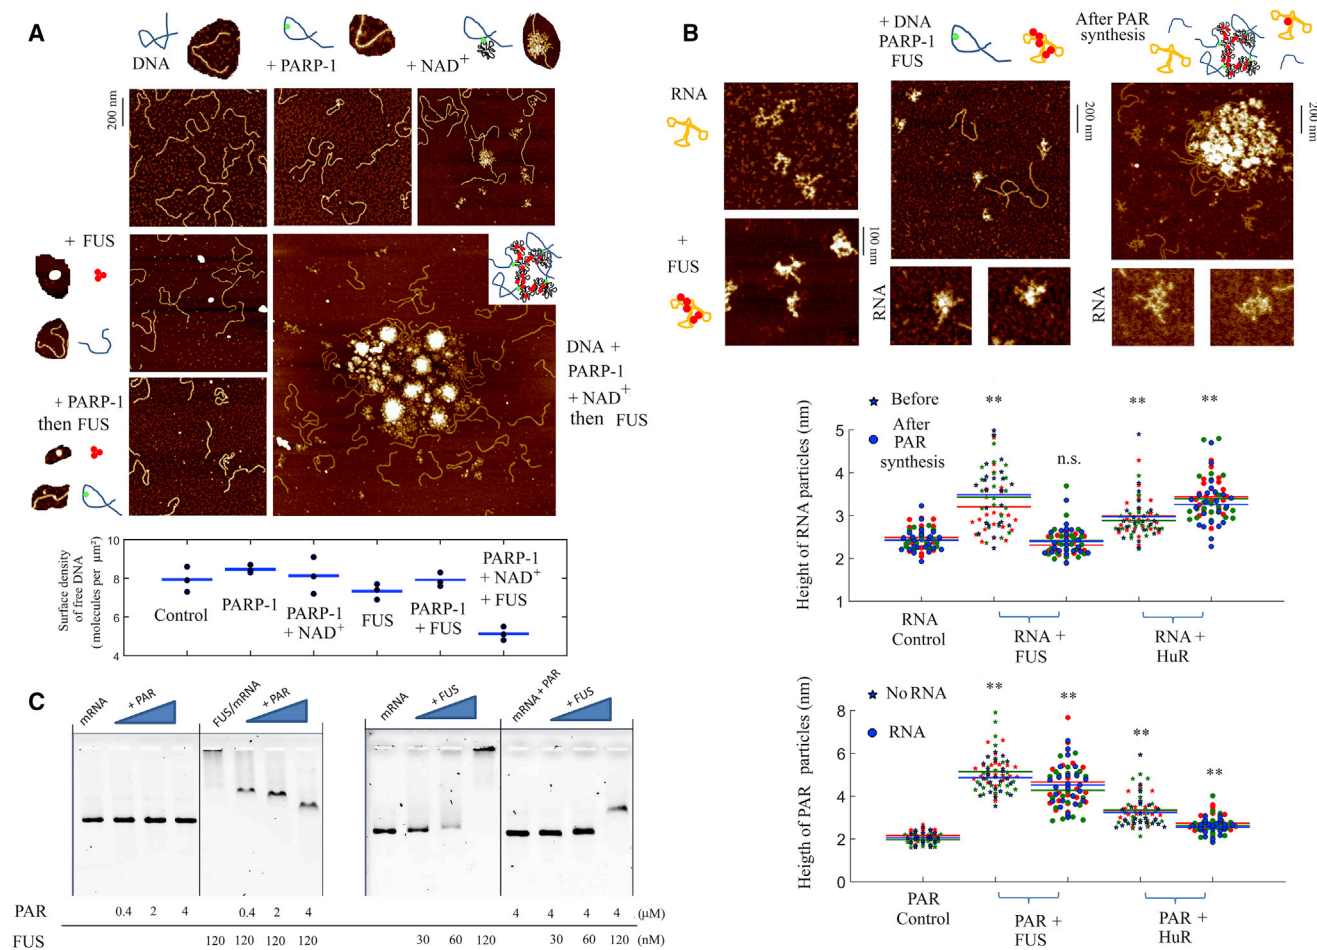 A
DNA
+ PARP-1
+ NAD+
200 nm
+ FUS
+ PARP-1
then FUS
DNA +
PARP-1
+ NAD+
then FUS
Surface density
of free DNA
(molecules per µm²)
10
8
6
4
Control
PARP-1
PARP-1
+ NAD+
FUS
PARP-1
+ FUS
PARP-1
+ NAD+
+ FUS
B
+ DNA
PARP-1
FUS
After PAR
synthesis
RNA
200 nm
200 nm
+
FUS
100 nm
RNA
RNA
Before
After
PAR
synthesis
Height of RNA particles (nm)
5
4
3
2
1
**
n.s.
**
**
RNA
Control
RNA +
FUS
RNA +
HuR
No RNA
RNA
Heigth of PAR particles (nm)
8
6
4
2
0
**
**
**
**
PAR
Control
PAR +
FUS
PAR +
HuR
C
mRNA
+ PAR
FUS/mRNA
+ PAR
mRNA
+ FUS
mRNA + PAR
+ FUS
PAR 0.4 2 4 0.4 2 4 4 4 4 4 (µM)
FUS 120 120 120 120 30 60 120 30 60 120 (nM)